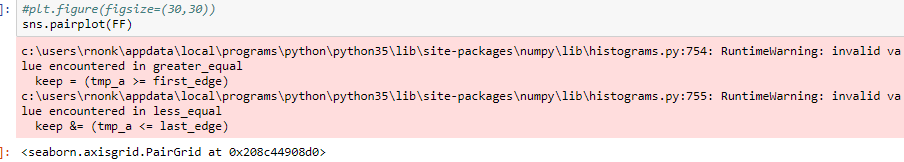 ]: #plt.figure(figsize=(30,30))
sns.pairplot(FF)
c:\users\rnonk\appdata\local\programs\python\python35\lib\site-packages\numpy\lib\histograms.py:754: RuntimeWarning: invalid va
lue encountered in greater_equal
keep = (tmp_a >= first_edge)
c:\users\rnonk\appdata\local\programs\python\python35\lib\site-packages\numpy\lib\histograms.py:755: RuntimeWarning: invalid va
lue encountered in less_equal
keep &= (tmp_a <= last_edge)
]: <seaborn.axisgrid.PairGrid at 0x208c44908d0>